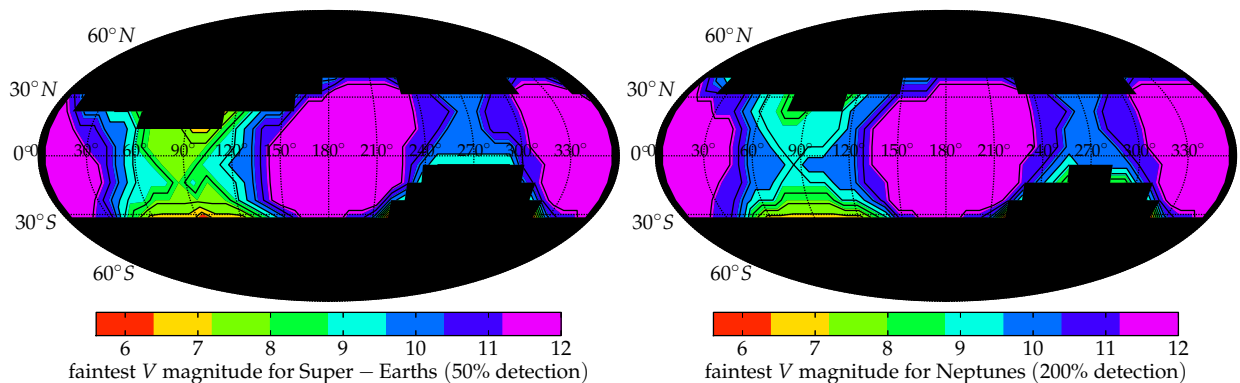 60°N 60°N
30°N 30°N
0° 0° 30° 60° 90° 120° 150° 180° 210° 240° 270° 300° 330° 0° 0° 30° 60° 90° 120° 150° 180° 210° 240° 270° 300° 330°
30°S 30°S
60°S 60°S
6 7 8 9 10 11 12 6 7 8 9 10 11 12
faintest V magnitude for Super − Earths (50% detection) faintest V magnitude for Neptunes (200% detection)